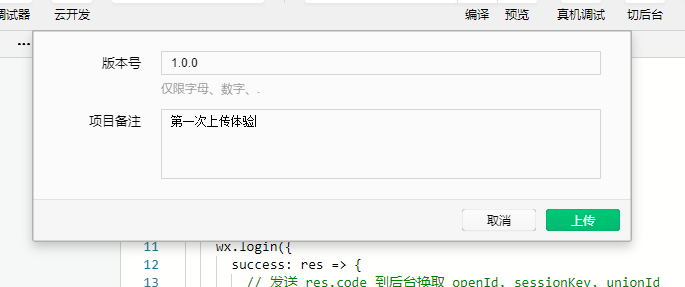 调试器 云开发 编译 预览 真机调试 切后台
...
版本号 1.0.0
仅限字母、数字、.
项目备注 第一次上传体验
取消 上传
11 wx.login({
12 success: res => {
13 // 发送 res.code 到后台换取 openId, sessionKey, unionId